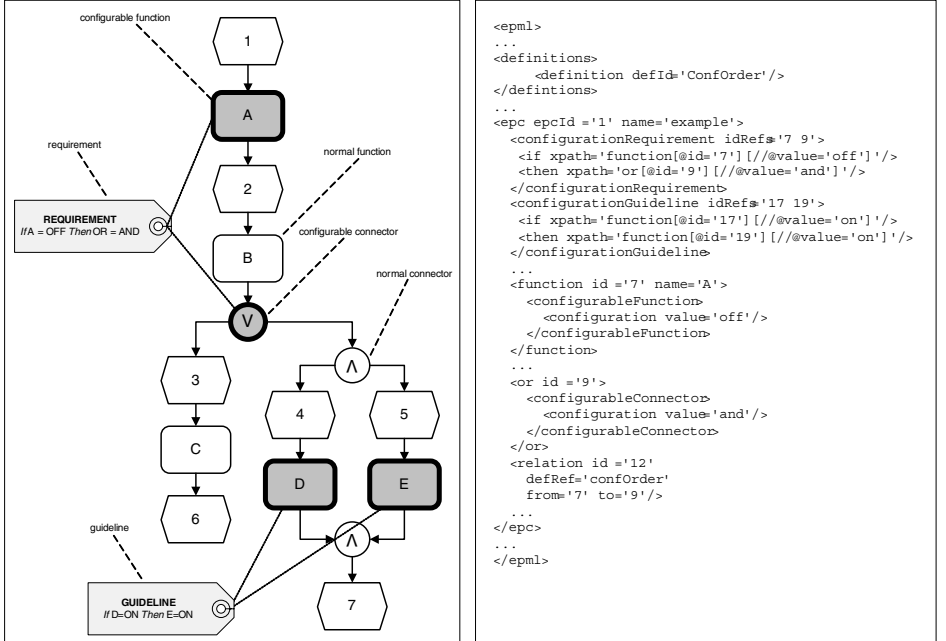 configurable function
1
A
requirement
normal function
2
REQUIREMENT
If A = OFF Then OR = AND
configurable connector
B
normal connector
V
Λ
3
4
5
C
D
E
6
guideline
Λ
GUIDELINE
If D=ON Then E=ON
7
<epml>
...
<definitions>
<definition defId='ConfOrder'/>
</defintions>
...
<epc epcId ='1' name='example'>
<configurationRequirement idRefs='7 9'>
<if xpath='function[@id='7'][//@value='off']'/>
<then xpath='or[@id='9'][//@value='and']'/>
</configurationRequirement>
<configurationGuideline idRefs='17 19'>
<if xpath='function[@id='17'][//@value='on']'/>
<then xpath='function[@id='19'][//@value='on']'/>
</configurationGuideline>
...
<function id ='7' name='A'>
<configurableFunction>
<configuration value='off'/>
</configurableFunction>
</function>
...
<or id ='9'>
<configurableConnector>
<configuration value='and'/>
</configurableConnector>
</or>
<relation id ='12'
defRef='confOrder'
from='7' to='9'/>
...
</epc>
...
</epml>